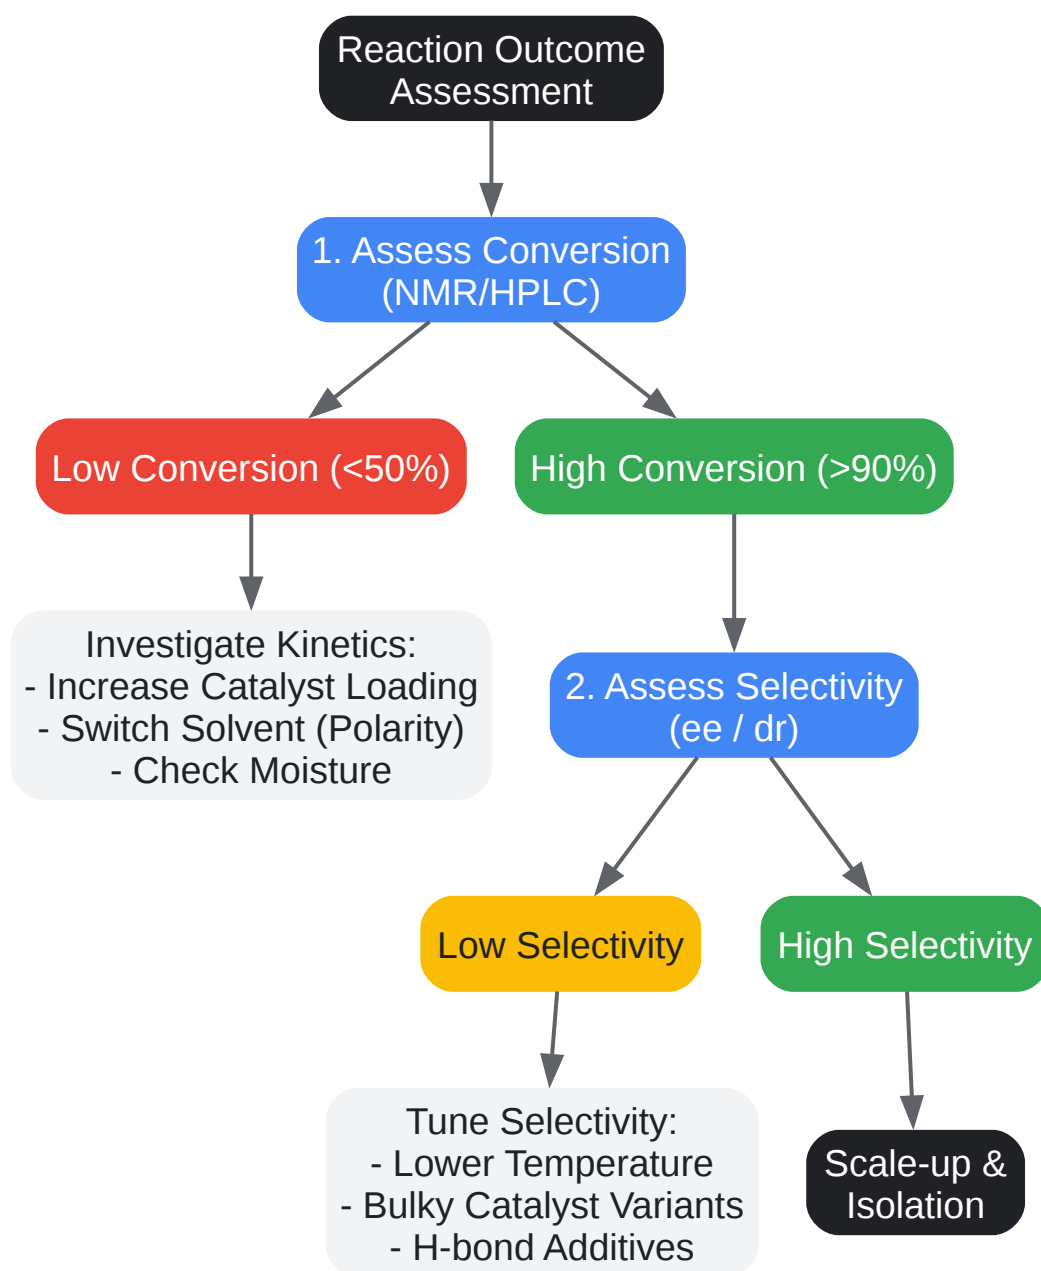 Reaction Outcome
Assessment
1. Assess Conversion
(NMR/HPLC)
Low Conversion (<50%)
High Conversion (>90%)
Investigate Kinetics:
- Increase Catalyst Loading
- Switch Solvent (Polarity)
- Check Moisture
2. Assess Selectivity
(ee / dr)
Low Selectivity
High Selectivity
Tune Selectivity:
- Lower Temperature
- Bulky Catalyst Variants
- H-bond Additives
Scale-up &
Isolation